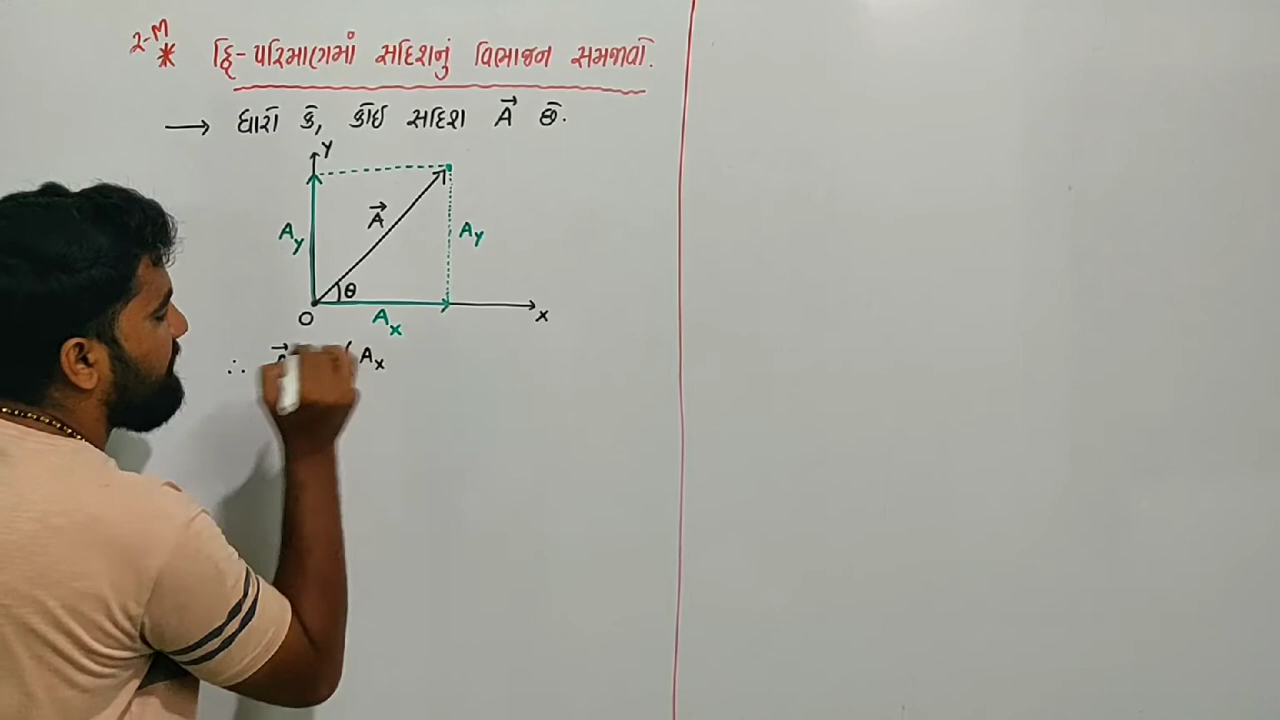 2-M
* દ્વિ-પરિમાણમાં સદિશનું વિભાજન સમજાવો.
→ ધારો કે, કોઈ સદિશ A⃗ છે.
Y
A⃗
Ay
Ay
θ
O
Ax
X
∴ A⃗ ( Ax